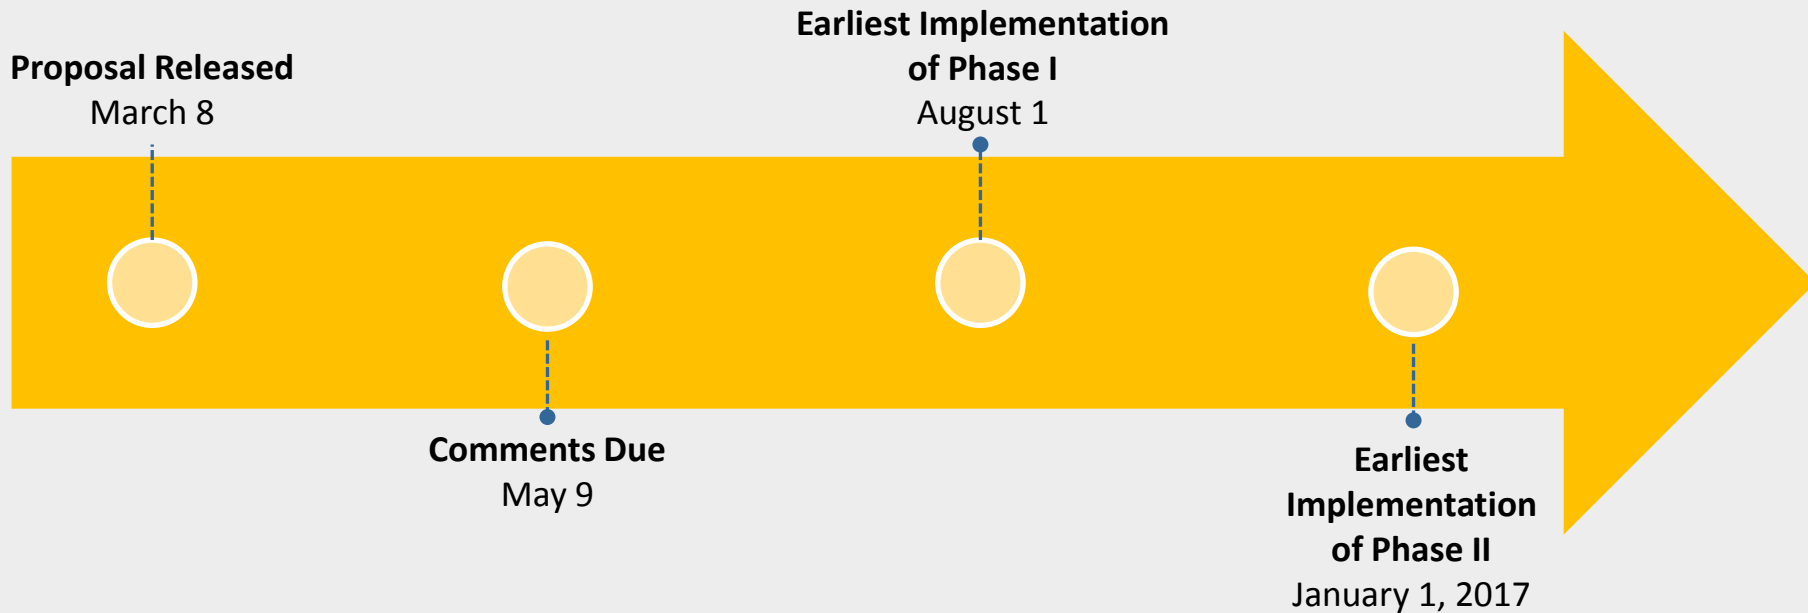 Proposal Released
March 8
Comments Due
May 9
Earliest Implementation
of Phase I
August 1
Earliest
Implementation
of Phase II
January 1, 2017